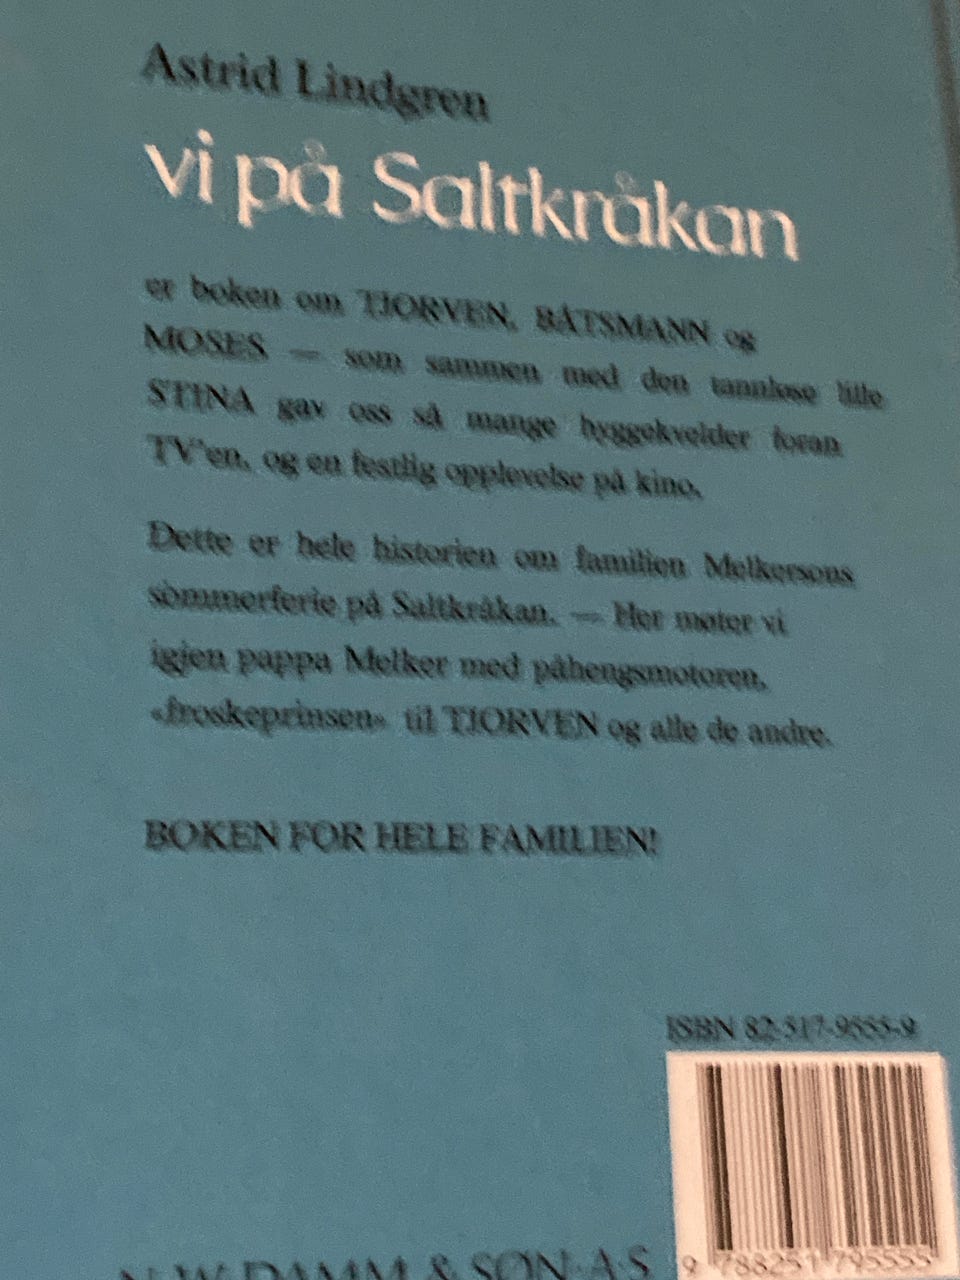 Astrid Lindgren
vi på Saltkråkan
er boken om TJORVEN, BÅTSMANN og
MOSES — som sammen med den tannløse lille
STINA gav oss så mange hyggekvelder foran
TV'en, og en festlig opplevelse på kino.
Dette er hele historien om familien Melkersons
sommerferie på Saltkråkan. — Her møter vi
igjen pappa Melker med påhengsmotoren,
«froskeprinsen» til TJORVEN og alle de andre.
BOKEN FOR HELE FAMILIEN!
ISBN 82-517-9555-9
9 788251 795555
N.W. DAMM & SØN A.S